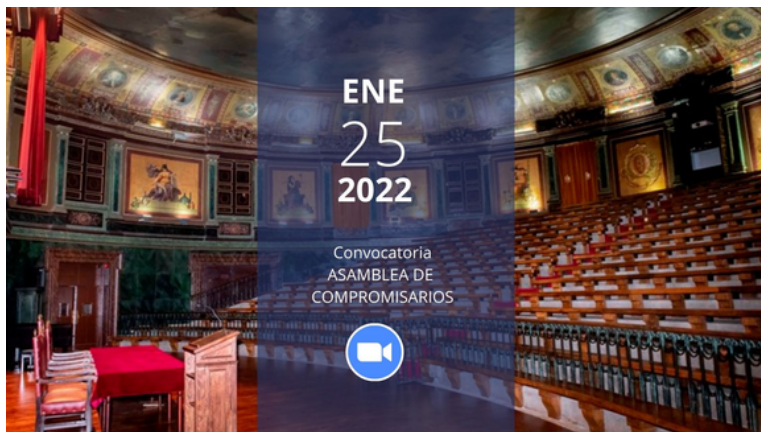 ENE
25
2022
Convocatoria
ASAMBLEA DE
COMPROMISARIOS